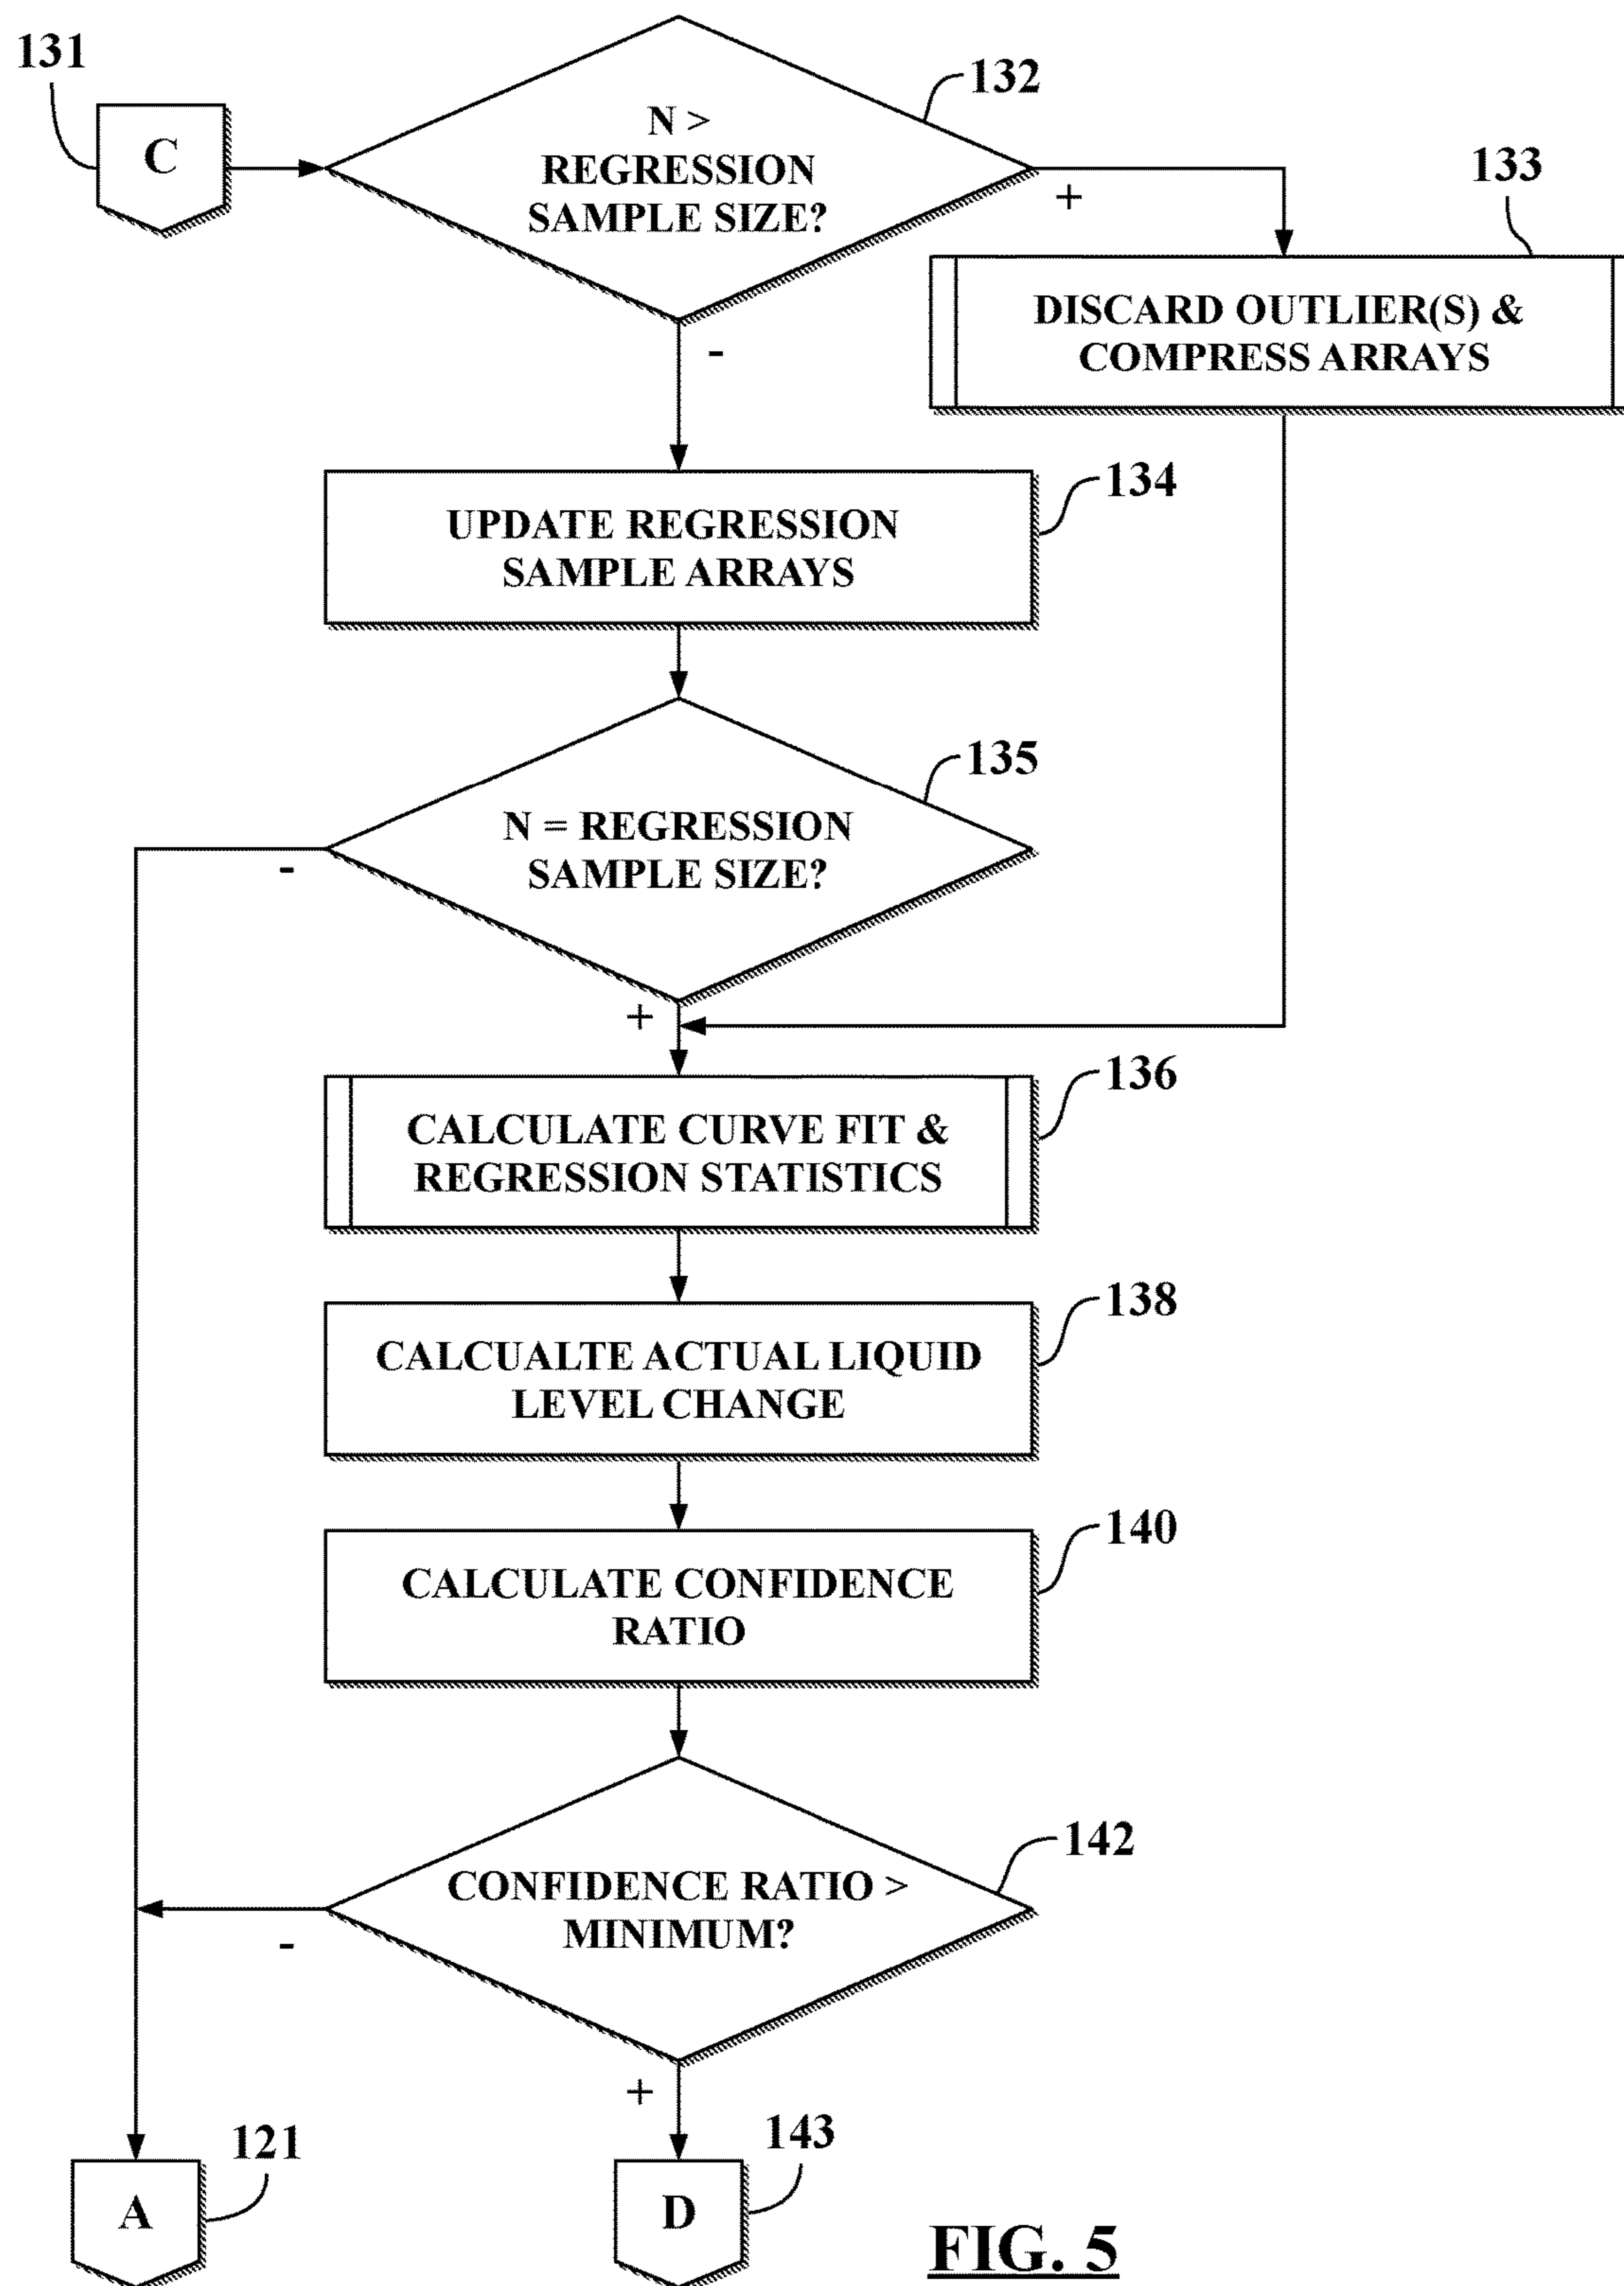 131
C
132
N >
REGRESSION
SAMPLE SIZE?
+
-
133
DISCARD OUTLIER(S) &
COMPRESS ARRAYS
134
UPDATE REGRESSION
SAMPLE ARRAYS
135
N = REGRESSION
SAMPLE SIZE?
-
+
136
CALCULATE CURVE FIT &
REGRESSION STATISTICS
138
CALCUALTE ACTUAL LIQUID
LEVEL CHANGE
140
CALCULATE CONFIDENCE
RATIO
142
CONFIDENCE RATIO >
MINIMUM?
-
+
121
A
143
D
FIG. 5